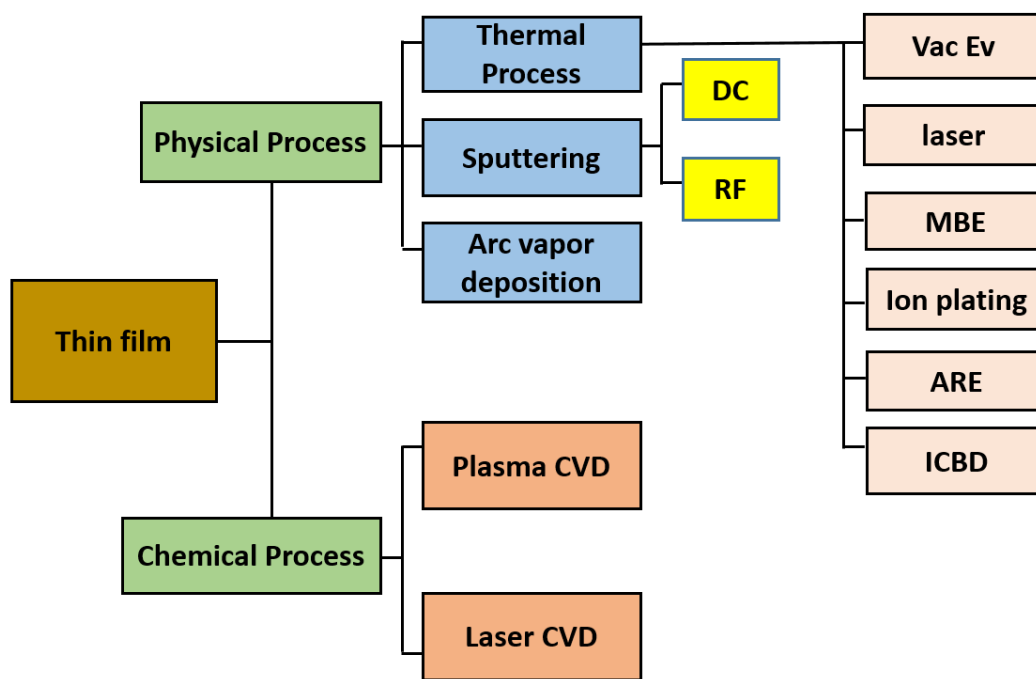 Thermal
Process
Vac Ev
DC
Physical Process
Sputtering
laser
RF
MBE
Arc vapor
deposition
Ion plating
Thin film
ARE
ICBD
Plasma CVD
Chemical Process
Laser CVD